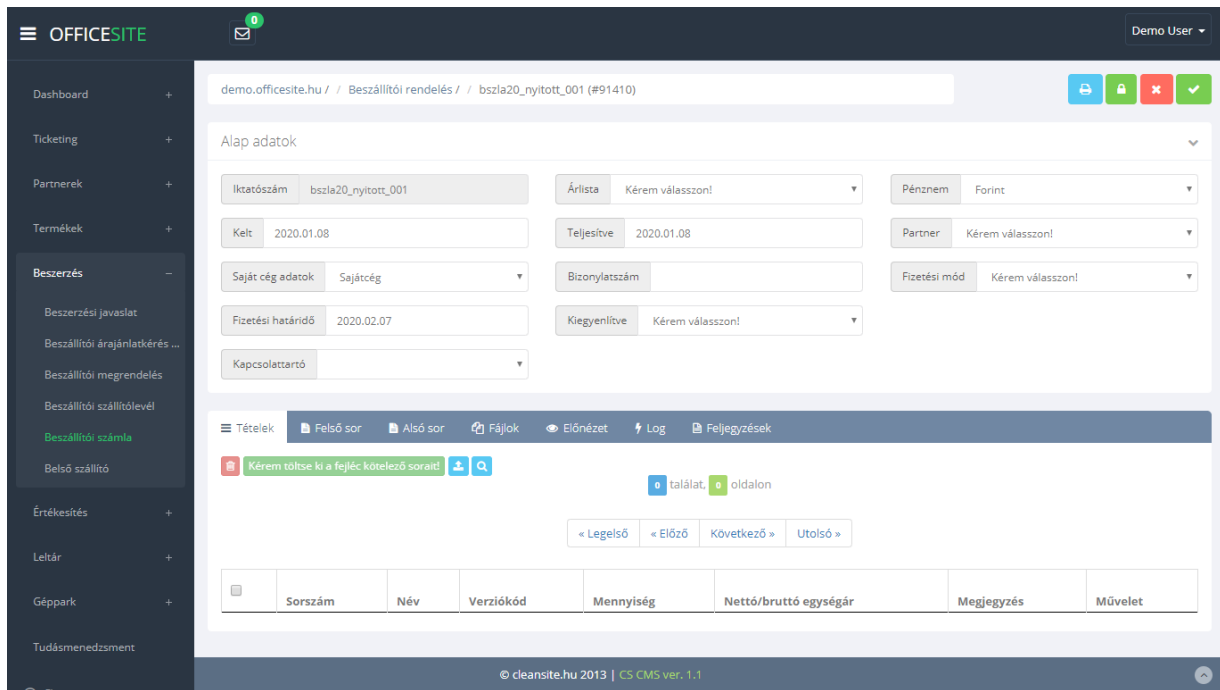 OFFICESITE
0
Demo User
Dashboard
Ticketing
Partnerek
Termékek
Beszerzés
Beszerzési javaslat
Beszállítói árajánlatkérés ...
Beszállítói megrendelés
Beszállítói szállítólevél
Beszállítói számla
Belső szállító
Értékesítés
Leltár
Géppark
Tudásmenedzsment
demo.officesite.hu / / Beszállítói rendelés / / bszla20_nyitott_001 (#91410)
Alap adatok
Iktatószám bszla20_nyitott_001
Árlista Kérem válasszon!
Pénznem Forint
Kelt 2020.01.08
Teljesítve 2020.01.08
Partner Kérem válasszon!
Saját cég adatok Sajátcég
Bizonylatszám
Fizetési mód Kérem válasszon!
Fizetési határidő 2020.02.07
Kiegyenlítve Kérem válasszon!
Kapcsolattartó
Tételek Felső sor Alsó sor Fájlok Előnézet Log Feljegyzések
Kérem töltse ki a fejléc kötelező sorait!
0 találat, 0 oldalon
« Legelső « Előző Következő » Utolsó »
Sorszám Név Verziókód Mennyiség Nettó/bruttó egységár Megjegyzés Művelet
© cleansite.hu 2013 | CS CMS ver. 1.1